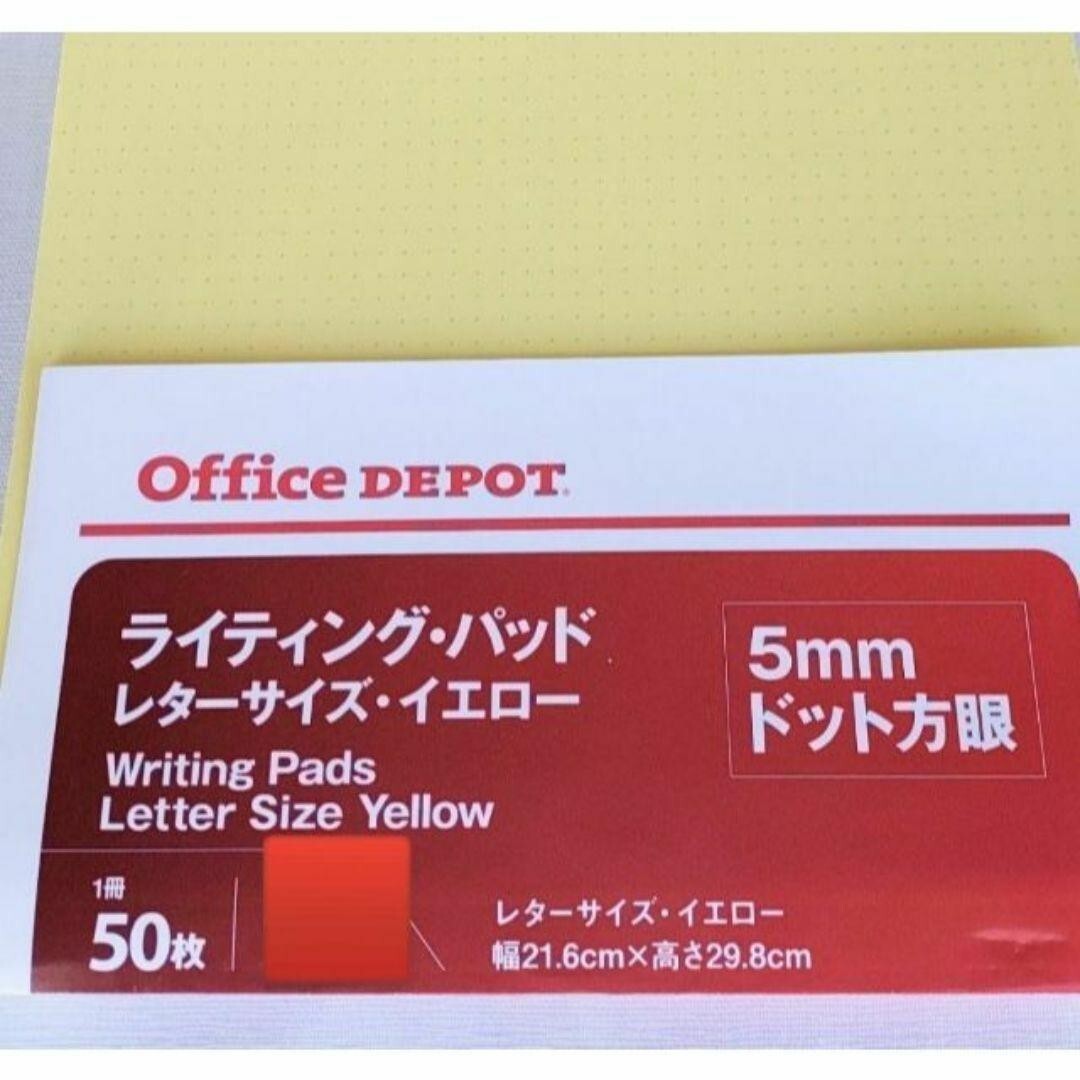 Office DEPOT
ライティング・パッド
レターサイズ・イエロー
Writing Pads
Letter Size Yellow
5mm
ドット方眼
1冊
50枚
レターサイズ・イエロー
幅21.6cm×高さ29.8cm